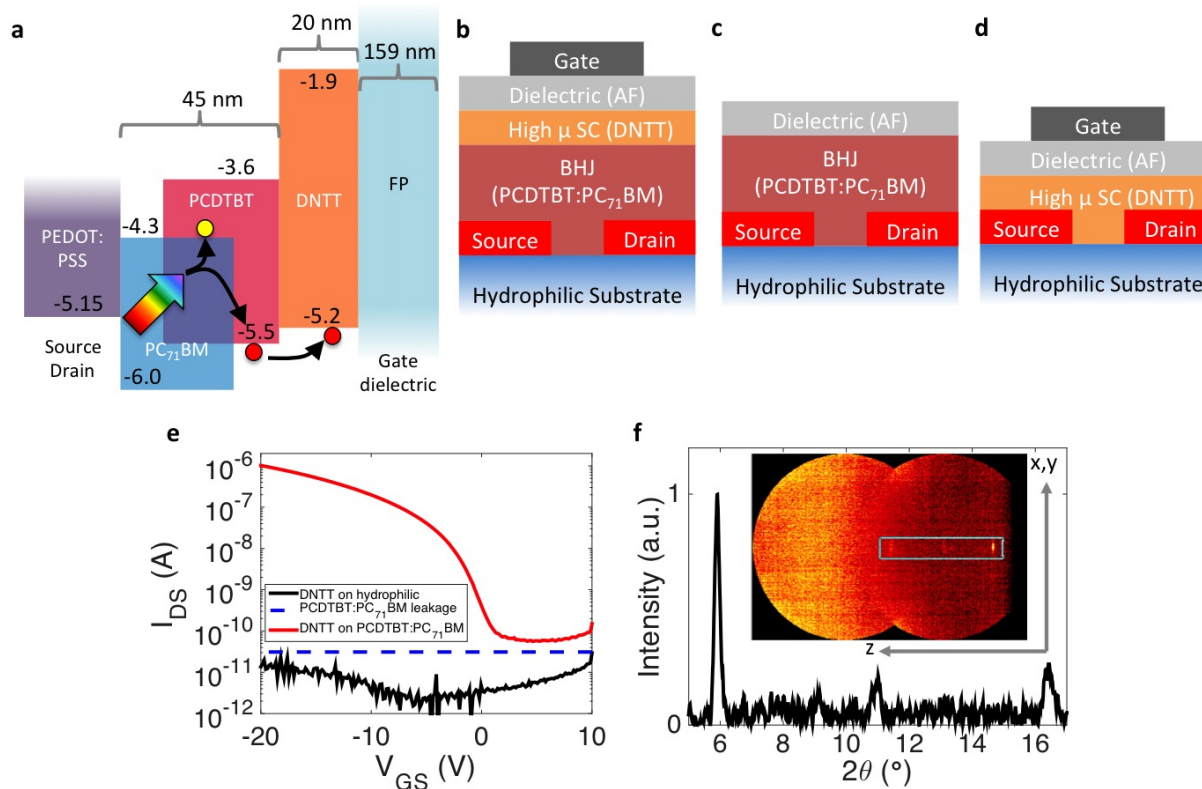 a
20 nm
159 nm
45 nm
-1.9
-3.6
PCDTBT
DNTT
FP
-4.3
PEDOT:
PSS
-5.15
-5.2
-5.5
PC₇₁BM
-6.0
Source
Drain
Gate
dielectric
b
Gate
Dielectric (AF)
High μ SC (DNTT)
BHJ
(PCDTBT:PC₇₁BM)
Source
Drain
Hydrophilic Substrate
c
Dielectric (AF)
BHJ
(PCDTBT:PC₇₁BM)
Source
Drain
Hydrophilic Substrate
d
Gate
Dielectric (AF)
High μ SC (DNTT)
Source
Drain
Hydrophilic Substrate
e
10⁻⁶
10⁻⁷
10⁻⁸
10⁻⁹
10⁻¹⁰
10⁻¹¹
10⁻¹²
I_DS (A)
DNTT on hydrophilic
PCDTBT:PC₇₁BM leakage
DNTT on PCDTBT:PC₇₁BM
-20
-10
0
10
V_GS (V)
f
1
0
Intensity (a.u.)
x,y
z
6
8
10
12
14
16
2θ (°)